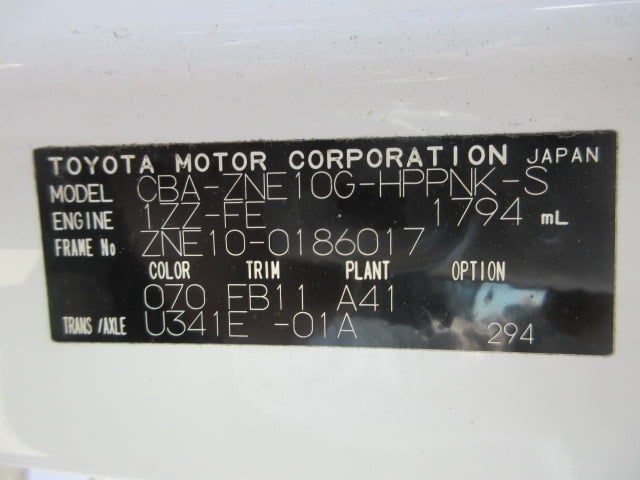 TOYOTA MOTOR CORPORATION JAPAN
MODEL CBA-ZNE10G-HPPNK-S
ENGINE 1ZZ-FE 1794 mL
FRAME No ZNE10-0186017
COLOR TRIM PLANT OPTION
070 FB11 A41
TRANS/AXLE U341E -01A 294